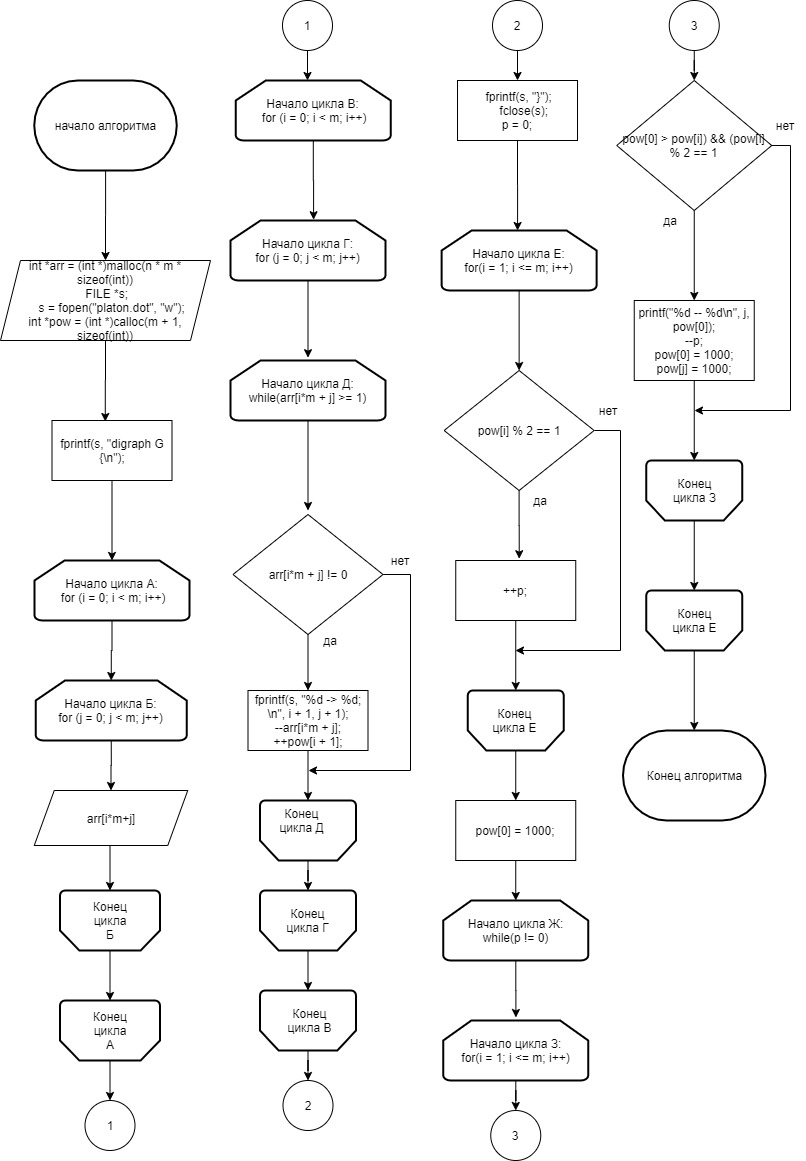 начало алгоритма
int *arr = (int *)malloc(n * m *
sizeof(int))
FILE *s;
s = fopen("platon.dot", "w");
int *pow = (int *)calloc(m + 1,
sizeof(int))
fprintf(s, "digraph G
{\n");
Начало цикла А:
for (i = 0; i < m; i++)
Начало цикла Б:
for (j = 0; j < m; j++)
arr[i*m+j]
Конец
цикла
Б
Конец
цикла
А
1
1
Начало цикла В:
for (i = 0; i < m; i++)
Начало цикла Г:
for (j = 0; j < m; j++)
Начало цикла Д:
while(arr[i*m + j] >= 1)
arr[i*m + j] != 0
нет
да
fprintf(s, "%d -> %d;
\n", i + 1, j + 1);
--arr[i*m + j];
++pow[i + 1];
Конец
цикла Д
Конец
цикла Г
Конец
цикла В
2
2
fprintf(s, "}");
fclose(s);
p = 0;
Начало цикла Е:
for(i = 1; i <= m; i++)
pow[i] % 2 == 1
нет
да
++p;
Конец
цикла Е
pow[0] = 1000;
Начало цикла Ж:
while(p != 0)
Начало цикла З:
for(i = 1; i <= m; i++)
3
3
pow[0] > pow[i]) && (pow[i]
% 2 == 1
нет
да
printf("%d -- %d\n", j,
pow[0]);
--p;
pow[0] = 1000;
pow[j] = 1000;
Конец
цикла З
Конец
цикла Е
Конец алгоритма